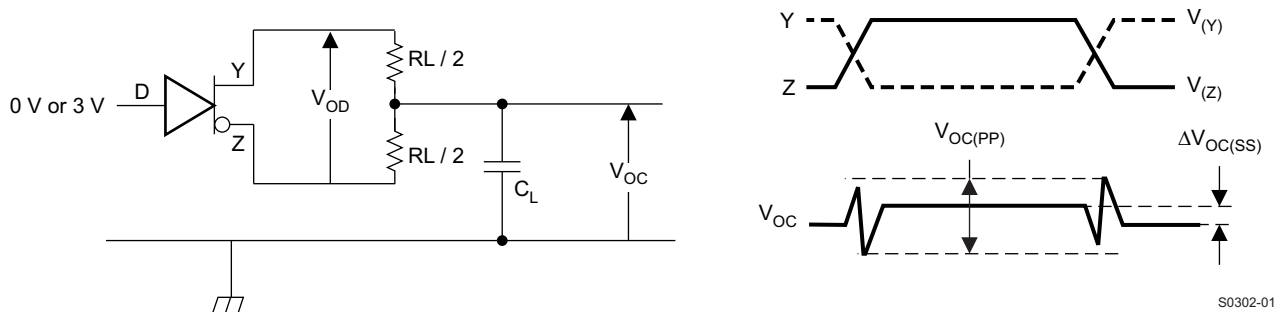 0 V or 3 V
D
Y
Z
V_OD
RL / 2
RL / 2
C_L
V_OC
Y
Z
V_(Y)
V_(Z)
V_OC(PP)
ΔV_OC(SS)
V_OC
S0302-01